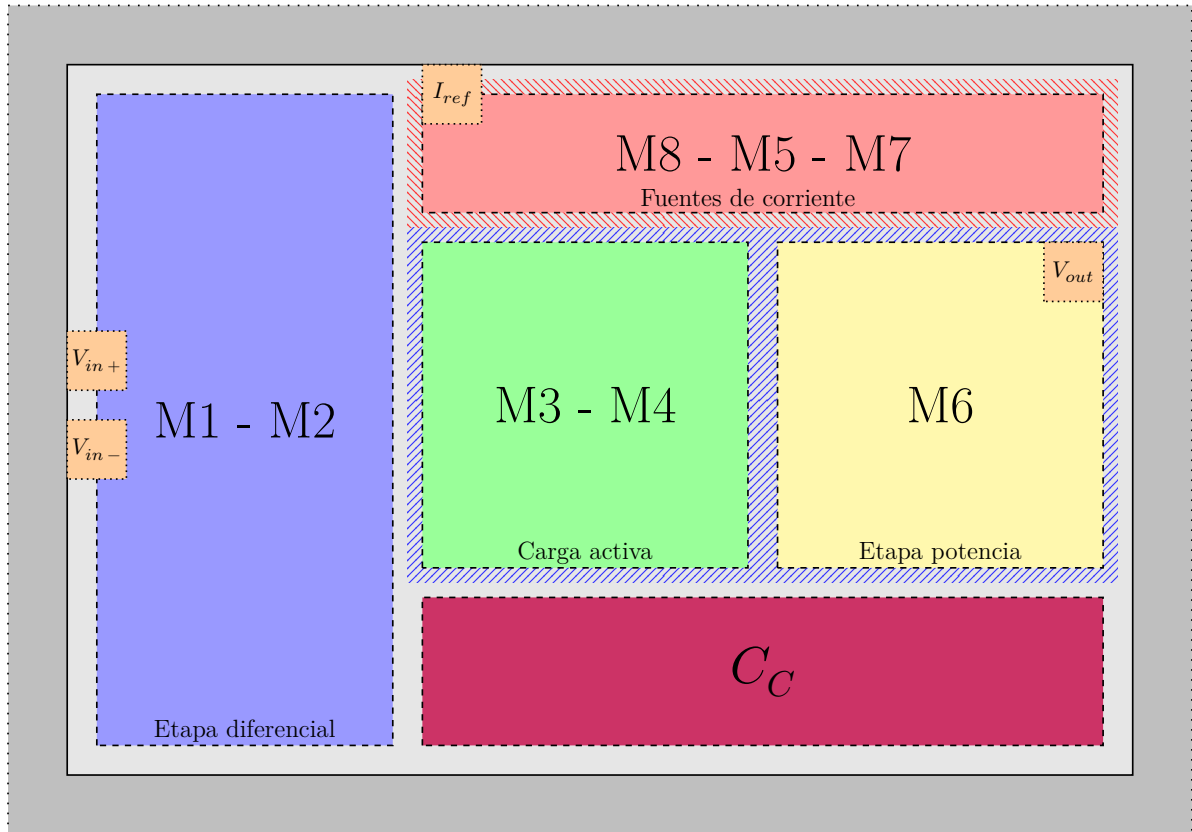 I_ref
M8 - M5 - M7
Fuentes de corriente
V_out
V_in +
V_in −
M1 - M2
M3 - M4
M6
Carga activa
Etapa potencia
C_C
Etapa diferencial